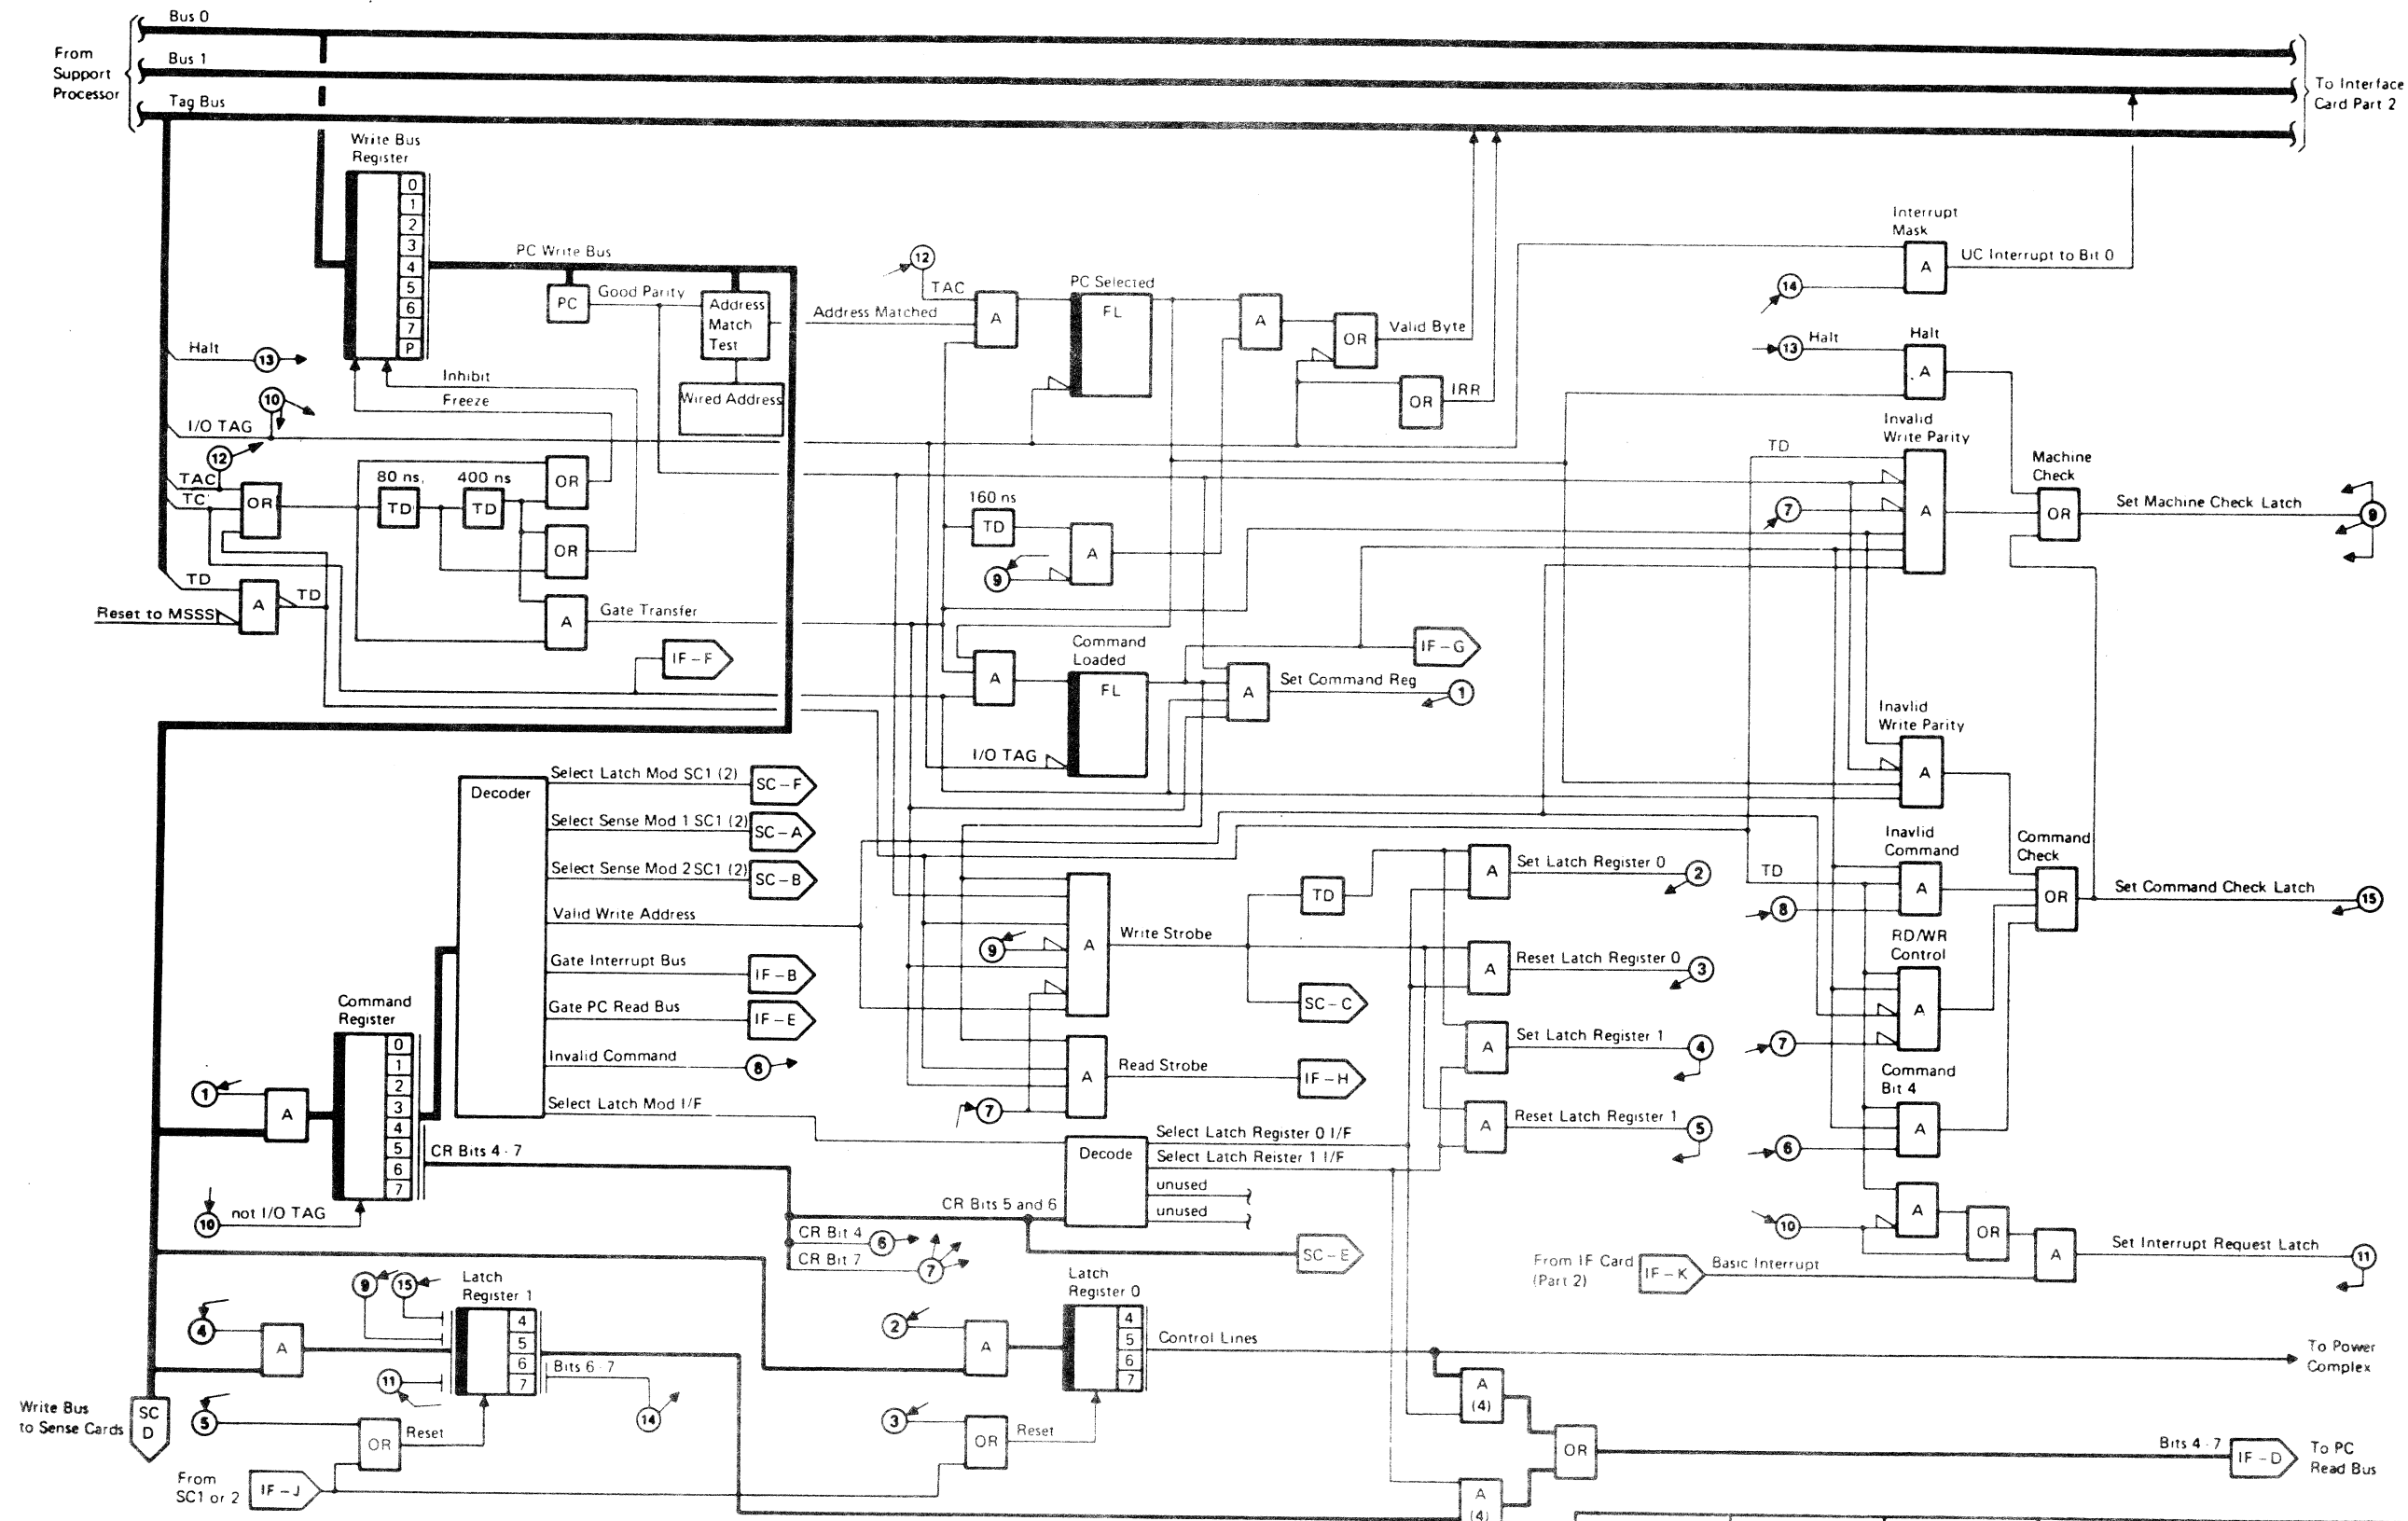 Bus 0
From
Support
Processor
Bus 1
Tag Bus
To Interface
Card Part 2
Write Bus
Register
0
1
2
3
4
5
6
7
P
PC Write Bus
PC
Good Parity
Address
Match
Test
Wired Address
Halt
13
Inhibit
Freeze
10
I/O TAG
12
TAC
TC
OR
80 ns.
TD
400 ns
TD
OR
OR
TD
Reset to MSSS
A
TD
A
Gate Transfer
IF – F
12
TAC
Address Matched
A
PC Selected
FL
A
OR
Valid Byte
OR
IRR
160 ns
TD
9
A
Command
Loaded
A
FL
I/O TAG
A
IF – G
Set Command Reg
1
Interrupt
Mask
A
14
UC Interrupt to Bit 0
13
Halt
Halt
A
Invalid
Write Parity
TD
7
A
Machine
Check
OR
Set Machine Check Latch
9
Inavlid
Write Parity
A
Inavlid
Command
TD
8
A
Command
Check
OR
Set Command Check Latch
15
RD/WR
Control
7
A
Command
Bit 4
6
A
10
A
OR
A
Set Interrupt Request Latch
11
From IF Card
(Part 2)
IF – K
Basic Interrupt
Decoder
Select Latch Mod SC1 (2)
SC – F
Select Sense Mod 1 SC1 (2)
SC – A
Select Sense Mod 2 SC1 (2)
SC – B
Valid Write Address
Gate Interrupt Bus
IF – B
Gate PC Read Bus
IF – E
Invalid Command
8
Select Latch Mod I/F
Command
Register
0
1
2
3
4
5
6
7
1
A
10
not I/O TAG
CR Bits 4 - 7
CR Bits 5 and 6
CR Bit 4
6
CR Bit 7
7
9
A
Write Strobe
TD
SC – C
7
A
Read Strobe
IF – H
Decode
Select Latch Register 0 I/F
Select Latch Reister 1 I/F
unused
unused
SC – E
A
Set Latch Register 0
2
A
Reset Latch Register 0
3
A
Set Latch Register 1
4
A
Reset Latch Register 1
5
9
15
Latch
Register 1
4
5
6
7
4
A
11
Bits 6 - 7
14
5
OR
Reset
Write Bus
to Sense Cards
SC
D
From
SC1 or 2
IF – J
Latch
Register 0
4
5
6
7
2
A
Control Lines
3
OR
Reset
To Power
Complex
A
(4)
OR
A
(4)
Bits 4 - 7
IF – D
To PC
Read Bus